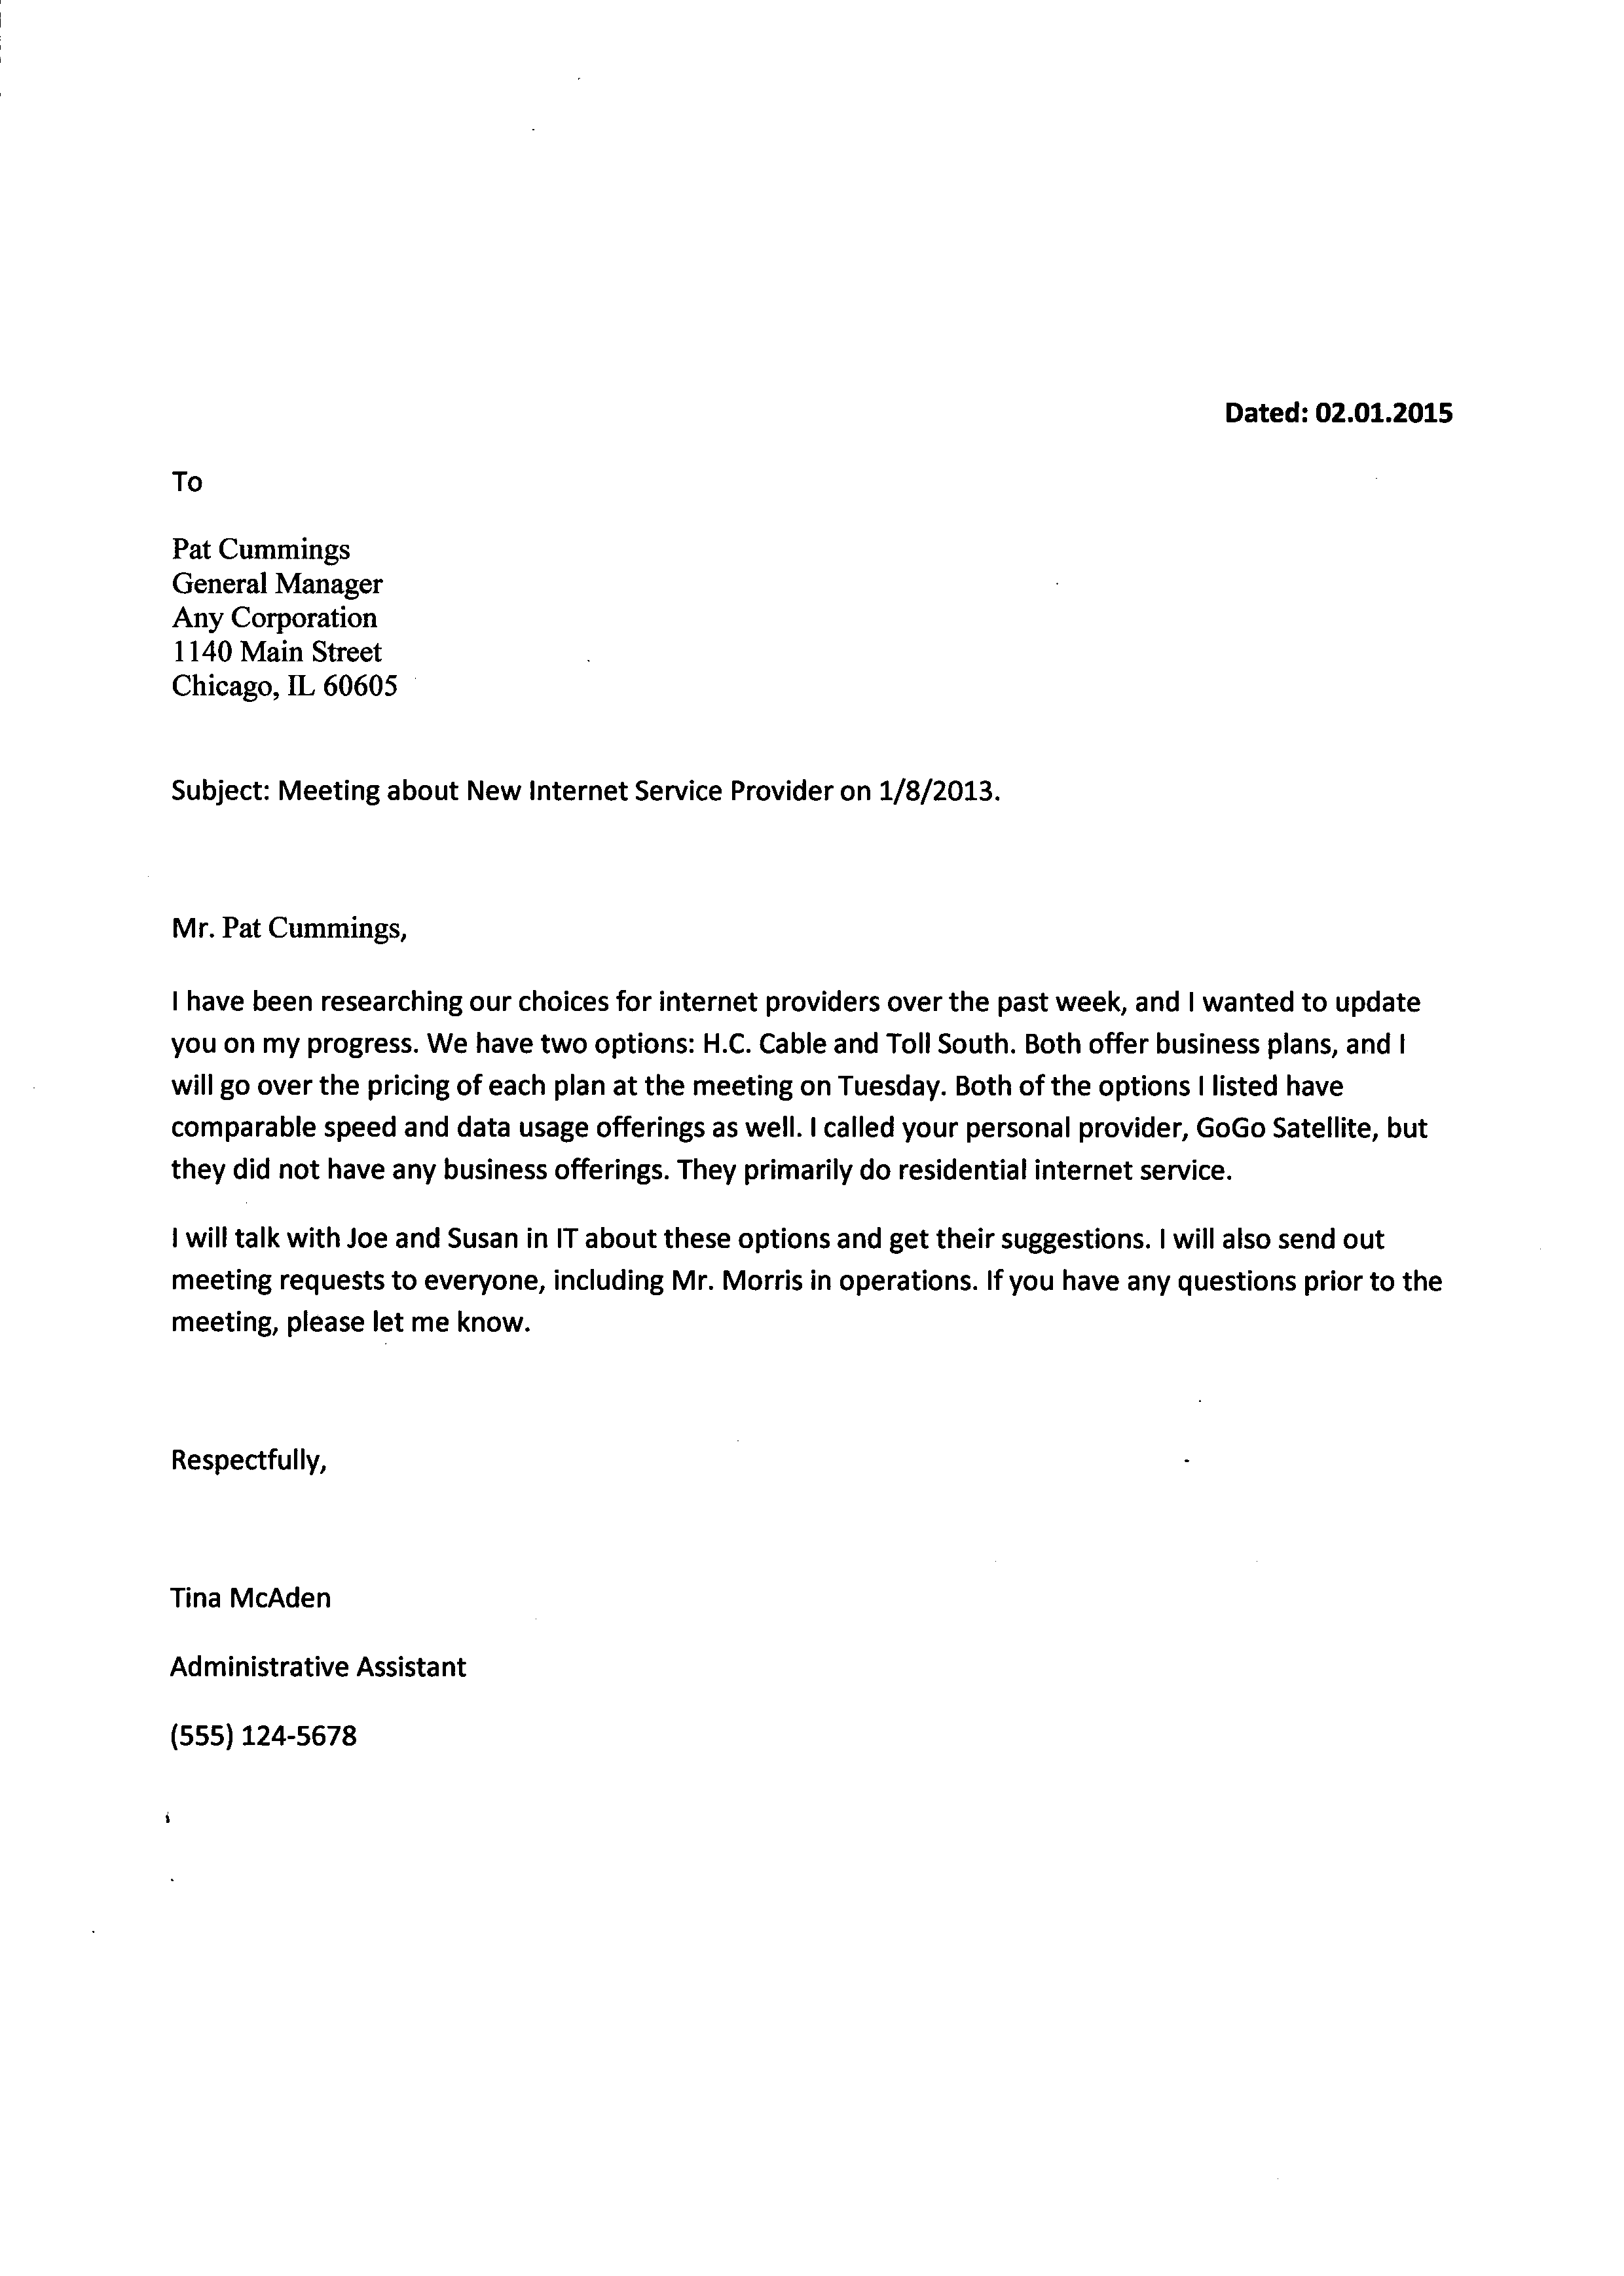 Dated: 02.01.2015
To
Pat Cummings
General Manager
Any Corporation
1140 Main Street
Chicago, IL 60605
Subject: Meeting about New Internet Service Provider on 1/8/2013.
Mr. Pat Cummings,
I have been researching our choices for internet providers over the past week, and I wanted to update
you on my progress. We have two options: H.C. Cable and Toll South. Both offer business plans, and I
will go over the pricing of each plan at the meeting on Tuesday. Both of the options I listed have
comparable speed and data usage offerings as well. I called your personal provider, GoGo Satellite, but
they did not have any business offerings. They primarily do residential internet service.
I will talk with Joe and Susan in IT about these options and get their suggestions. I will also send out
meeting requests to everyone, including Mr. Morris in operations. If you have any questions prior to the
meeting, please let me know.
Respectfully,
Tina McAden
Administrative Assistant
(555) 124-5678